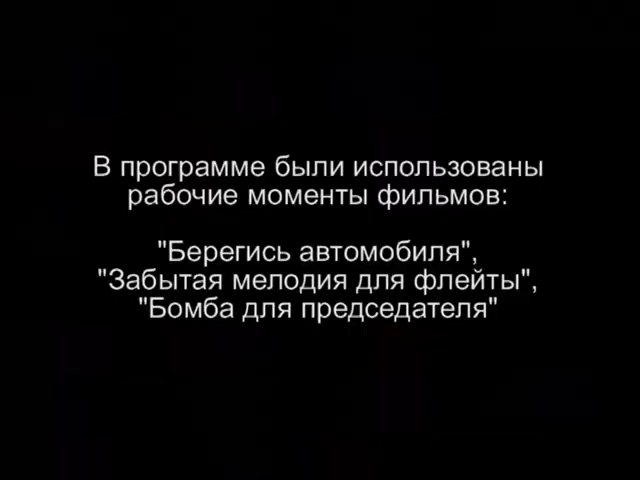 В программе были использованы
рабочие моменты фильмов:
"Берегись автомобиля",
"Забытая мелодия для флейты",
"Бомба для председателя"